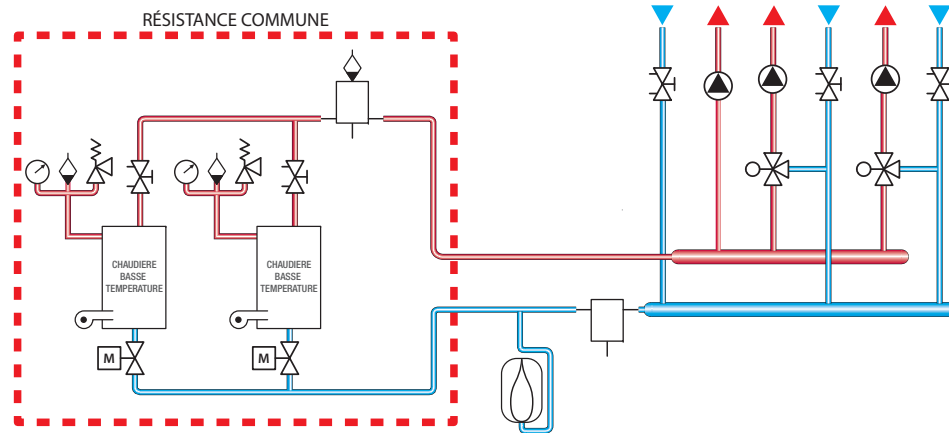 RÉSISTANCE COMMUNE
CHAUDIERE
BASSE
TEMPERATURE
CHAUDIERE
BASSE
TEMPERATURE
M
M